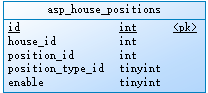 asp_house_positions
id int <pk>
house_id int
position_id int
position_type_id tinyint
enable tinyint